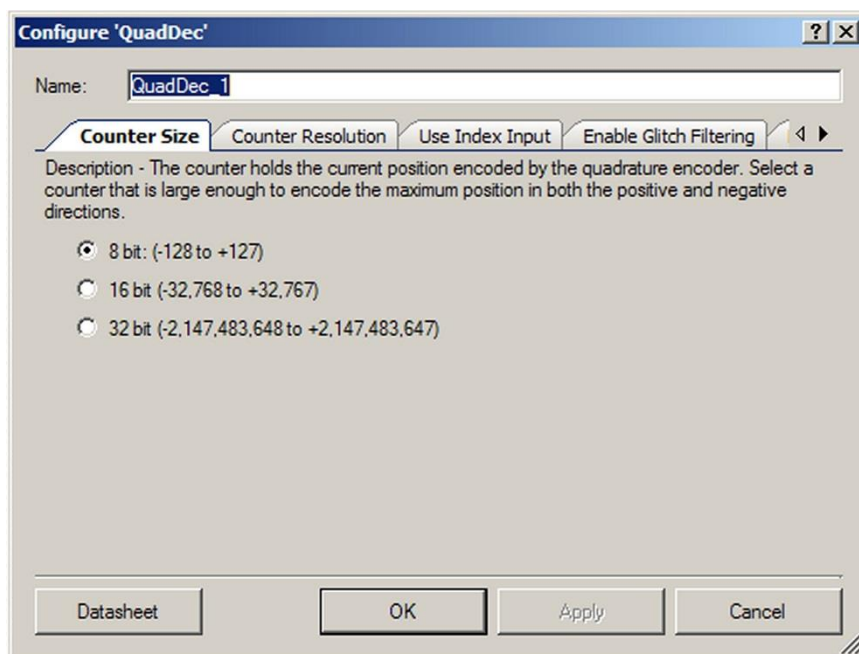 Configure 'QuadDec'
Name: QuadDec_1
Counter Size Counter Resolution Use Index Input Enable Glitch Filtering
Description - The counter holds the current position encoded by the quadrature encoder. Select a
counter that is large enough to encode the maximum position in both the positive and negative
directions.
8 bit: (-128 to +127)
16 bit (-32,768 to +32,767)
32 bit (-2,147,483,648 to +2,147,483,647)
Datasheet OK Apply Cancel